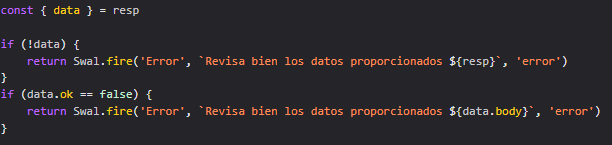 const { data } = resp
if (!data) {
return Swal.fire('Error', `Revisa bien los datos proporcionados ${resp}`, 'error')
}
if (data.ok == false) {
return Swal.fire('Error', `Revisa bien los datos proporcionados ${data.body}`, 'error')
}